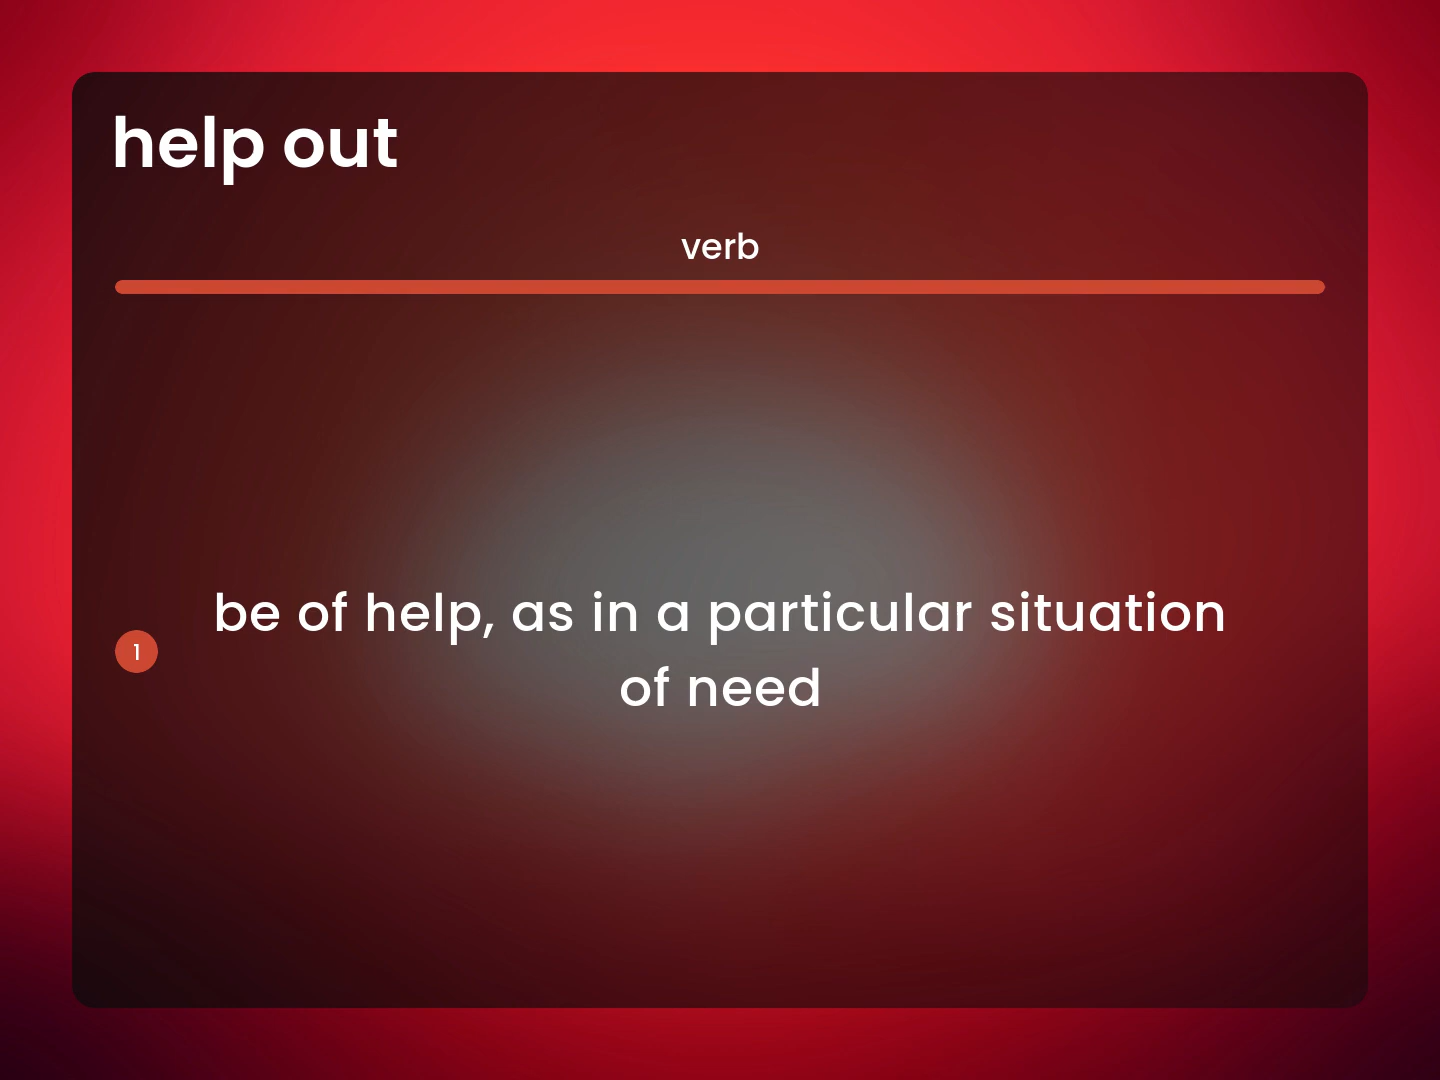 help out
verb
1
be of help, as in a particular situation
of need